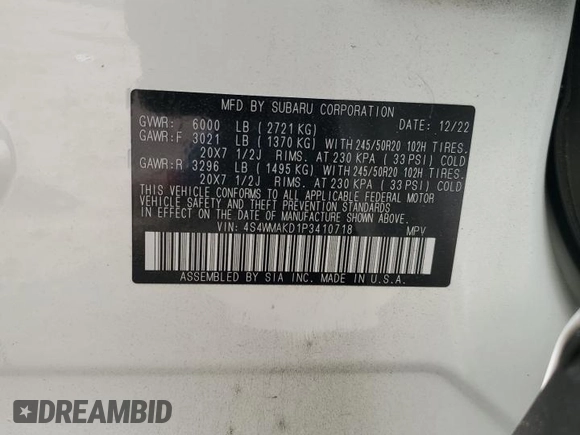 MFD BY SUBARU CORPORATION
GVWR: 6000 LB ( 2721 KG) DATE: 12/22
GAWR:F 3021 LB ( 1370 KG) WITH 245/50R20 102H TIRES.
20X7 1/2J RIMS. AT 230 KPA ( 33 PSI) COLD
GAWR:R 3296 LB ( 1495 KG) WITH 245/50R20 102H TIRES.
20X7 1/2J RIMS. AT 230 KPA ( 33 PSI) COLD
THIS VEHICLE CONFORMS TO ALL APPLICABLE FEDERAL MOTOR
VEHICLE SAFETY AND THEFT PREVENTION STANDARDS
IN EFFECT ON THE DATE OF MANUFACTURE SHOWN ABOVE.
VIN: 4S4WMAKD1P3410718 MPV
ASSEMBLED BY SIA INC. MADE IN U.S.A.
DREAMBID